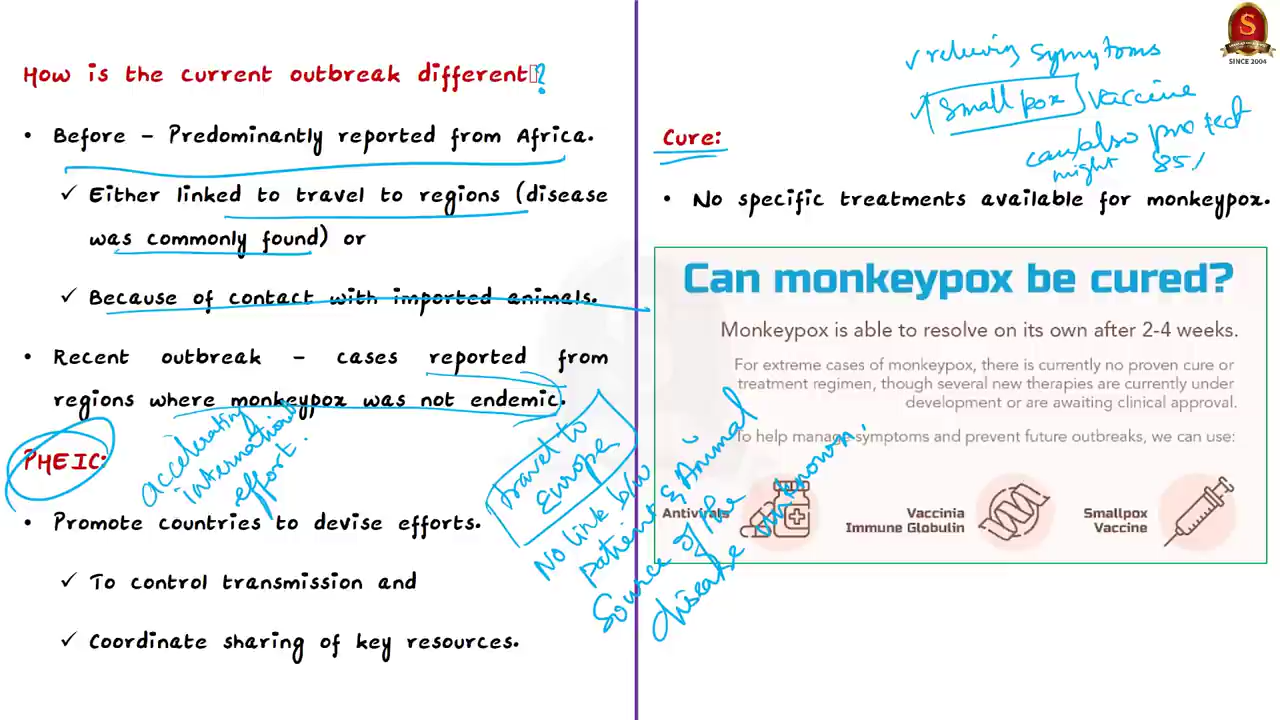 How is the current outbreak different?
• Before – Predominantly reported from Africa.
✓ Either linked to travel to regions (disease
was commonly found) or
✓ Because of contact with imported animals.
• Recent outbreak – cases reported from
regions where monkeypox was not endemic.
PHEIC:
accelerating
international
effort.
• Promote countries to devise efforts.
✓ To control transmission and
✓ Coordinate sharing of key resources.
travel to
Europe
No link b/w
patient & Animal
Source of the
disease unknown.
✓ relieving symptoms
Smallpox vaccine
can/also protect
might 85%
S
SINCE 2004
Cure:
• No specific treatments available for monkeypox.
Can monkeypox be cured?
Monkeypox is able to resolve on its own after 2-4 weeks.
For extreme cases of monkeypox, there is currently no proven cure or
treatment regimen, though several new therapies are currently under
development or are awaiting clinical approval.
To help manage symptoms and prevent future outbreaks, we can use:
Antivirals
Vaccinia
Immune Globulin
Smallpox
Vaccine